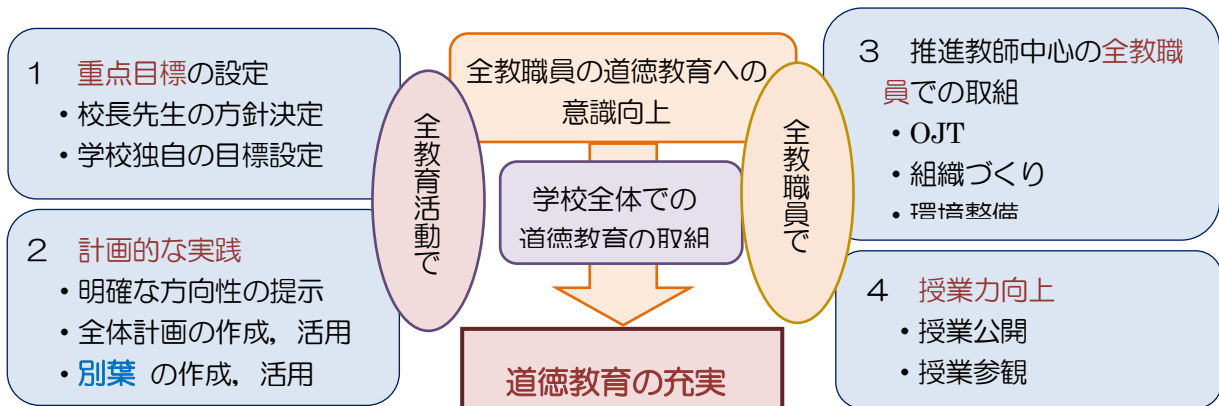 1 重点目標の設定
・校長先生の方針決定
・学校独自の目標設定
2 計画的な実践
・明確な方向性の提示
・全体計画の作成，活用
・別葉 の作成，活用
全教育活動で
全教職員の道徳教育への
意識向上
学校全体での
道徳教育の取組
道徳教育の充実
全教職員で
3 推進教師中心の全教職
員での取組
・OJT
・組織づくり
・環境整備
4 授業力向上
・授業公開
・授業参観